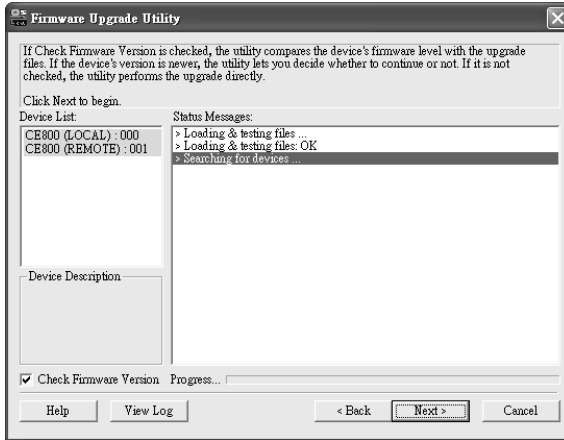 Firmware Upgrade Utility
If Check Firmware Version is checked, the utility compares the device's firmware level with the upgrade
files. If the device's version is newer, the utility lets you decide whether to continue or not. If it is not
checked, the utility performs the upgrade directly.
Click Next to begin.
Device List:
Status Messages:
CE800 (LOCAL) : 000
CE800 (REMOTE) : 001
> Loading & testing files ...
> Loading & testing files: OK
> Searching for devices ...
Device Description
Check Firmware Version
Progress...
Help
View Log
< Back
Next >
Cancel